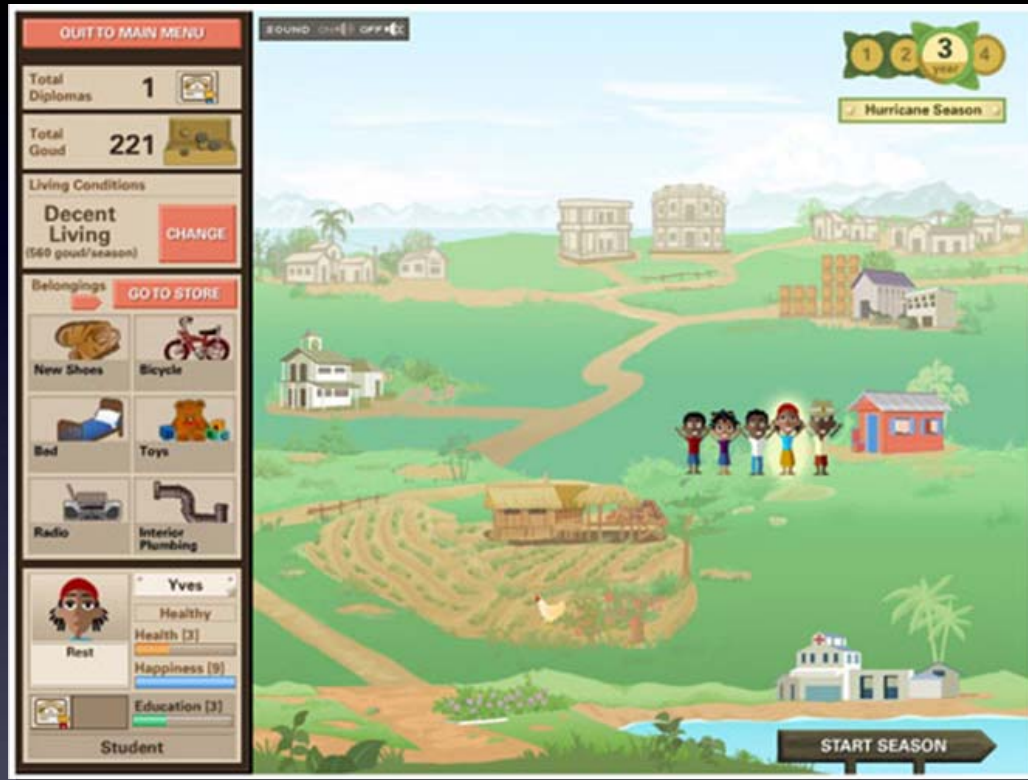 QUIT TO MAIN MENU
SOUND ON OFF
Total
Diplomas 1
Total
Goud 221
Living Conditions
Decent
Living
(560 goud/season)
CHANGE
Belongings
GO TO STORE
New Shoes Bicycle
Bed Toys
Radio Interior
Plumbing
Yves
Healthy
Health [3]
Rest
Happiness [9]
Education [3]
Student
1 2 3 4
year
Hurricane Season
START SEASON